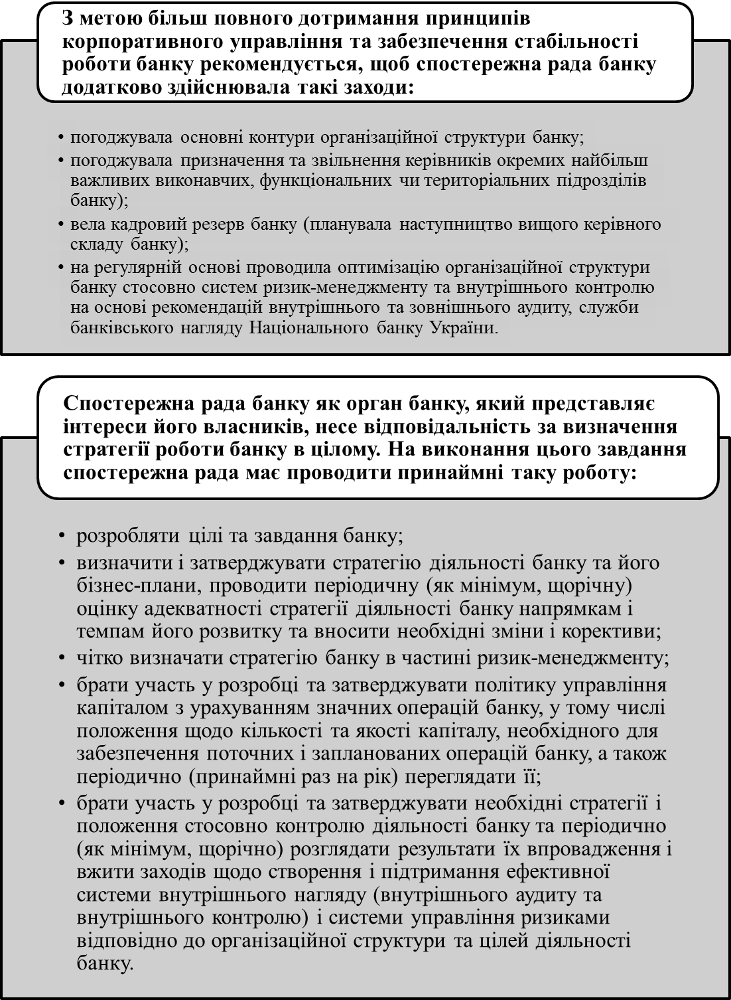 З метою більш повного дотримання принципів
корпоративного управління та забезпечення стабільності
роботи банку рекомендується, щоб спостережна рада банку
додатково здійснювала такі заходи:
• погоджувала основні контури організаційної структури банку;
• погоджувала призначення та звільнення керівників окремих найбільш
важливих виконавчих, функціональних чи територіальних підрозділів
банку);
• вела кадровий резерв банку (планувала наступництво вищого керівного
складу банку);
• на регулярній основі проводила оптимізацію організаційної структури
банку стосовно систем ризик-менеджменту та внутрішнього контролю
на основі рекомендацій внутрішнього та зовнішнього аудиту, служби
банківського нагляду Національного банку України.
Спостережна рада банку як орган банку, який представляє
інтереси його власників, несе відповідальність за визначення
стратегії роботи банку в цілому. На виконання цього завдання
спостережна рада має проводити принаймні таку роботу:
• розробляти цілі та завдання банку;
• визначити і затверджувати стратегію діяльності банку та його
бізнес-плани, проводити періодичну (як мінімум, щорічну)
оцінку адекватності стратегії діяльності банку напрямкам і
темпам його розвитку та вносити необхідні зміни і корективи;
• чітко визначати стратегію банку в частині ризик-менеджменту;
• брати участь у розробці та затверджувати політику управління
капіталом з урахуванням значних операцій банку, у тому числі
положення щодо кількості та якості капіталу, необхідного для
забезпечення поточних і запланованих операцій банку, а також
періодично (принаймні раз на рік) переглядати її;
• брати участь у розробці та затверджувати необхідні стратегії і
положення стосовно контролю діяльності банку та періодично
(як мінімум, щорічно) розглядати результати їх впровадження і
вжити заходів щодо створення і підтримання ефективної
системи внутрішнього нагляду (внутрішнього аудиту та
внутрішнього контролю) і системи управління ризиками
відповідно до організаційної структури та цілей діяльності
банку.